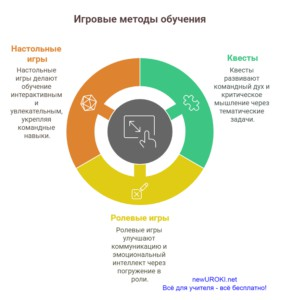 Игровые методы обучения
Настольные
игры
Настольные
игры делают
обучение
интерактивным
и
увлекательным,
укрепляя
командные
навыки.
Квесты
Квесты
развивают
командный дух и
критическое
мышление через
тематические
задачи.
Ролевые игры
Ролевые игры
улучшают
коммуникацию и
эмоциональный
интеллект через
погружение в
роли.
newUROKI.net
Всё для учителя - всё бесплатно!